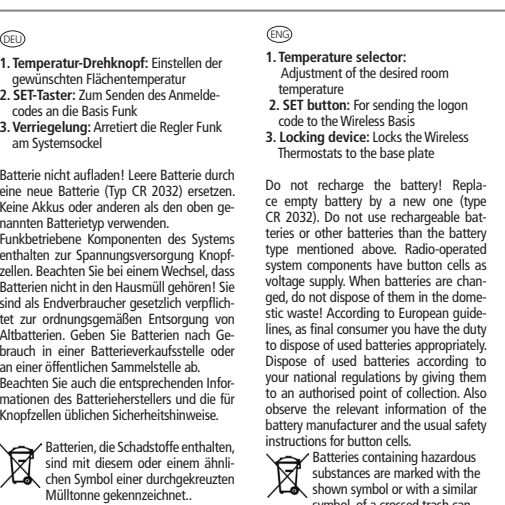 DEU
1. Temperatur-Drehknopf: Einstellen der
gewünschten Flächentemperatur
2. SET-Taster: Zum Senden des Anmelde-
codes an die Basis Funk
3. Verriegelung: Arretiert die Regler Funk
am Systemsockel
Batterie nicht aufladen! Leere Batterie durch
eine neue Batterie (Typ CR 2032) ersetzen.
Keine Akkus oder anderen als den oben ge-
nannten Batterietyp verwenden.
Funkbetriebene Komponenten des Systems
enthalten zur Spannungsversorgung Knopf-
zellen. Beachten Sie bei einem Wechsel, dass
Batterien nicht in den Hausmüll gehören! Sie
sind als Endverbraucher gesetzlich verpflich-
tet zur ordnungsgemäßen Entsorgung von
Altbatterien. Geben Sie Batterien nach Ge-
brauch in einer Batterieverkaufsstelle oder
an einer öffentlichen Sammelstelle ab.
Beachten Sie auch die entsprechenden Infor-
mationen des Batterieherstellers und die für
Knopfzellen üblichen Sicherheitshinweise.
Batterien, die Schadstoffe enthalten,
sind mit diesem oder einem ähnli-
chen Symbol einer durchgekreuzten
Mülltonne gekennzeichnet..
ENG
1. Temperature selector:
Adjustment of the desired room
temperature
2. SET button: For sending the logon
code to the Wireless Basis
3. Locking device: Locks the Wireless
Thermostats to the base plate
Do not recharge the battery! Repla-
ce empty battery by a new one (type
CR 2032). Do not use rechargeable bat-
teries or other batteries than the battery
type mentioned above. Radio-operated
system components have button cells as
voltage supply. When batteries are chan-
ged, do not dispose of them in the dome-
stic waste! According to European guide-
lines, as final consumer you have the duty
to dispose of used batteries appropriately.
Dispose of used batteries according to
your national regulations by giving them
to an authorised point of collection. Also
observe the relevant information of the
battery manufacturer and the usual safety
instructions for button cells.
Batteries containing hazardous
substances are marked with the
shown symbol or with a similar
symbol, of a crossed trash can